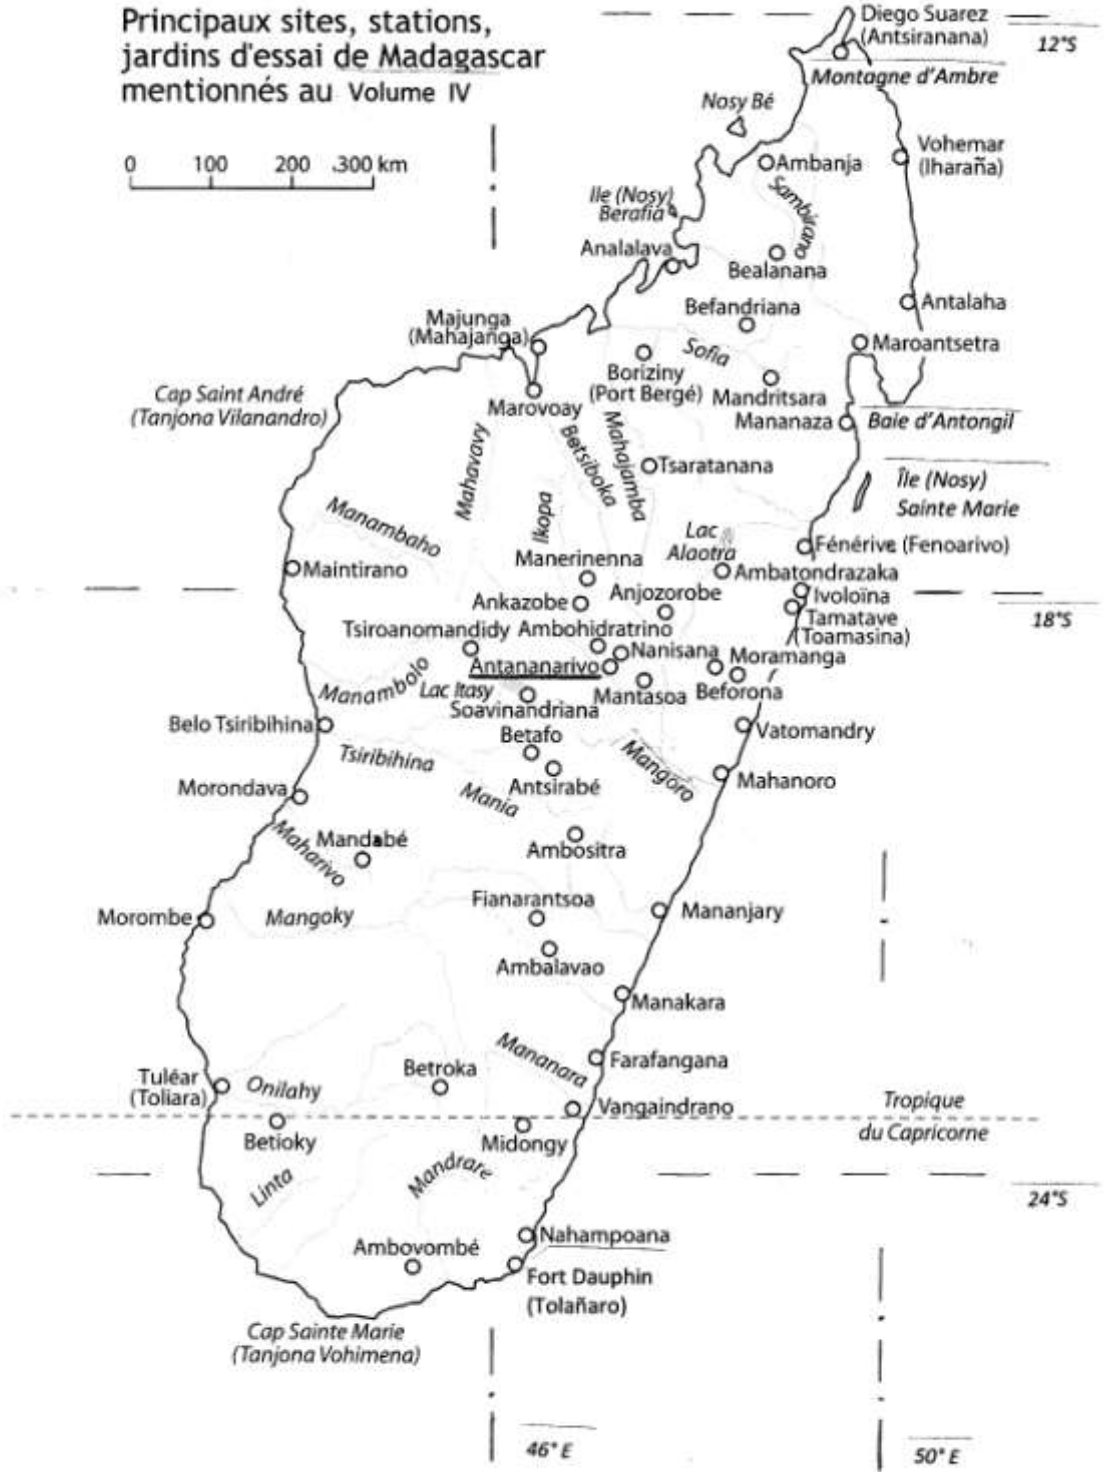 Principaux sites, stations,
jardins d'essai de Madagascar
mentionnés au Volume IV
0 100 200 300 km
Diego Suarez
(Antsiranana)
12°S
Montagne d'Ambre
Nosy Bé
Vohemar
(Iharaña)
Ambanja
Sambirano
Ile (Nosy)
Berafia
Analalava
Bealanana
Antalaha
Befandriana
Majunga
(Mahajanga)
Maroantsetra
Sofia
Boriziny
(Port Bergé)
Mandritsara
Cap Saint André
(Tanjona Vilanandro)
Marovoay
Mananaza
Baie d'Antongil
Mahavavy
Betsiboka
Mahajamba
Tsaratanana
Île (Nosy)
Sainte Marie
Ikopa
Manambaho
Lac
Alaotra
Fénérive (Fenoarivo)
Manerinenna
Maintirano
Ambatondrazaka
Ankazobe
Anjozorobe
Ivoloïna
18°S
Tamatave
(Toamasina)
Tsiroanomandidy
Ambohidratrino
Nanisana
Moramanga
Antananarivo
Manambolo
Lac Itasy
Mantasoa
Beforona
Soavinandriana
Belo Tsiribihina
Vatomandry
Betafo
Tsiribihina
Mangoro
Antsirabé
Mahanoro
Morondava
Mania
Maharivo
Mandabé
Ambositra
Fianarantsoa
Morombe
Mangoky
Mananjary
Ambalavao
Manakara
Mananara
Farafangana
Betroka
Tuléar
(Toliara)
Onilahy
Vangaindrano
Tropique
du Capricorne
Betioky
Midongy
Linta
Mandrare
24°S
Nahampoana
Ambovombé
Fort Dauphin
(Tolañaro)
Cap Sainte Marie
(Tanjona Vohimena)
46° E
50° E